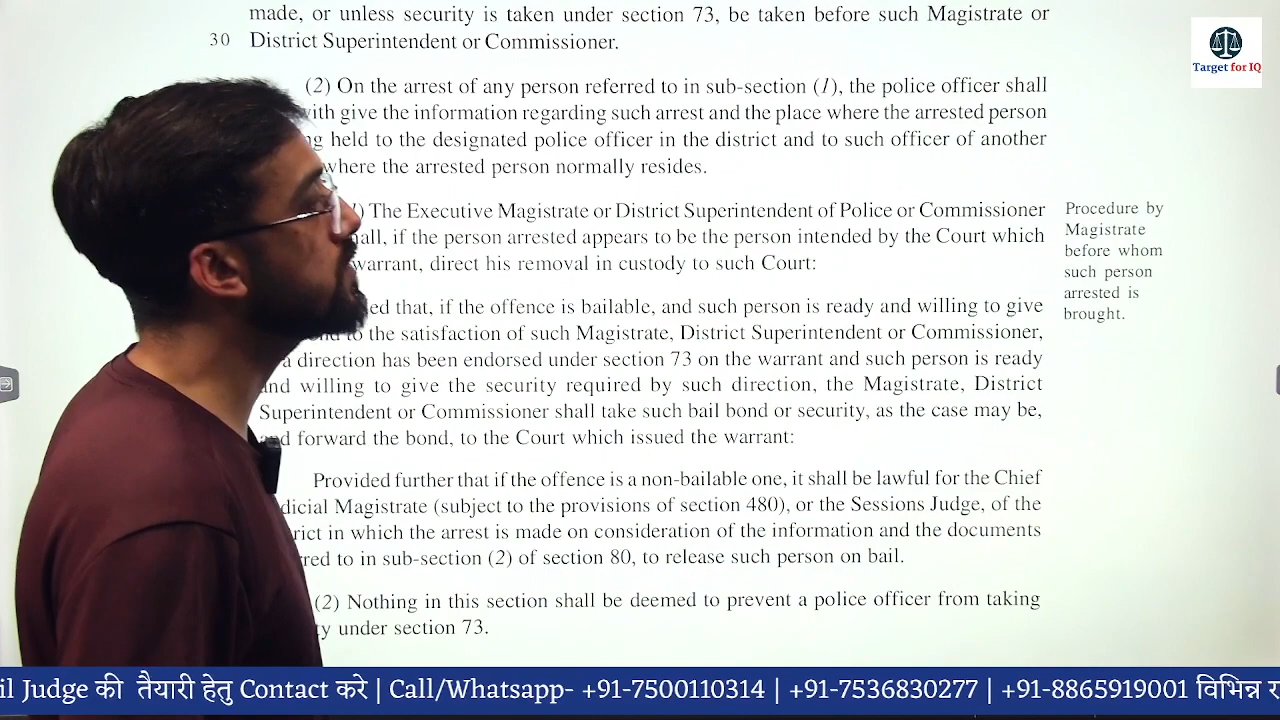 made, or unless security is taken under section 73, be taken before such Magistrate or
30 District Superintendent or Commissioner.
Target for IQ
(2) On the arrest of any person referred to in sub-section (1), the police officer shall
give the information regarding such arrest and the place where the arrested person
held to the designated police officer in the district and to such officer of another
where the arrested person normally resides.
The Executive Magistrate or District Superintendent of Police or Commissioner
if the person arrested appears to be the person intended by the Court which
warrant, direct his removal in custody to such Court:
Procedure by
Magistrate
before whom
such person
arrested is
brought.
that, if the offence is bailable, and such person is ready and willing to give
to the satisfaction of such Magistrate, District Superintendent or Commissioner,
a direction has been endorsed under section 73 on the warrant and such person is ready
and willing to give the security required by such direction, the Magistrate, District
Superintendent or Commissioner shall take such bail bond or security, as the case may be,
and forward the bond, to the Court which issued the warrant:
Provided further that if the offence is a non-bailable one, it shall be lawful for the Chief
Magistrate (subject to the provisions of section 480), or the Sessions Judge, of the
in which the arrest is made on consideration of the information and the documents
to in sub-section (2) of section 80, to release such person on bail.
(2) Nothing in this section shall be deemed to prevent a police officer from taking
under section 73.
il Judge की तैयारी हेतु Contact करे | Call/Whatsapp- +91-7500110314 | +91-7536830277 | +91-8865919001 विभिन्न